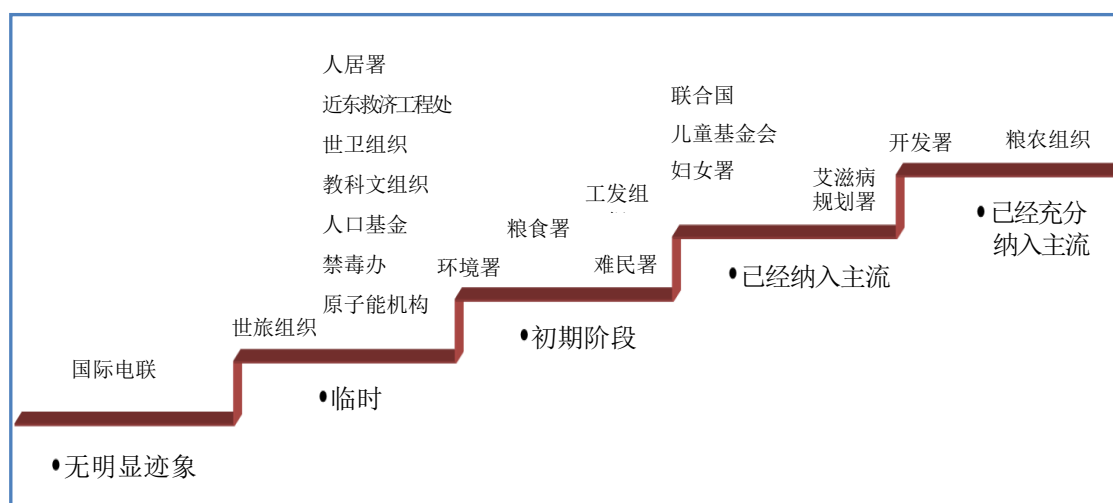 人居署
近东救济工程处
世卫组织
教科文组织
人口基金
禁毒办
原子能机构
世旅组织
国际电联
环境署
粮食署
工发组
难民署
联合国
儿童基金会
妇女署
艾滋病
规划署
开发署
粮农组织
•无明显迹象
•临时
•初期阶段
•已经纳入主流
•已经充分
纳入主流